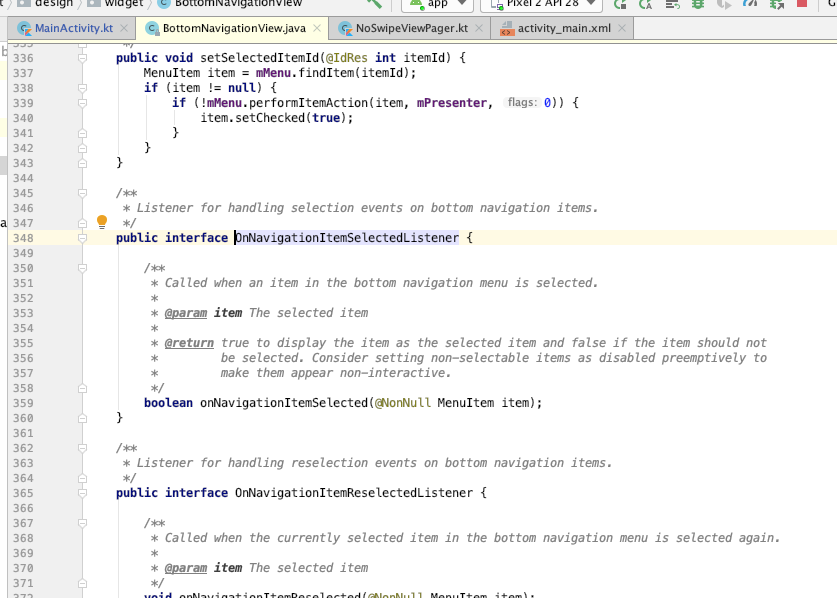 design widget BottomNavigationView app Pixel 2 API 28
MainActivity.kt BottomNavigationView.java NoSwipeViewPager.kt activity_main.xml
335 */
336 public void setSelectedItemId(@IdRes int itemId) {
337 MenuItem item = mMenu.findItem(itemId);
338 if (item != null) {
339 if (!mMenu.performItemAction(item, mPresenter, flags: 0)) {
340 item.setChecked(true);
341 }
342 }
343 }
344
345 /**
346 * Listener for handling selection events on bottom navigation items.
347 */
348 public interface OnNavigationItemSelectedListener {
349
350 /**
351 * Called when an item in the bottom navigation menu is selected.
352 *
353 * @param item The selected item
354 *
355 * @return true to display the item as the selected item and false if the item should not
356 * be selected. Consider setting non-selectable items as disabled preemptively to
357 * make them appear non-interactive.
358 */
359 boolean onNavigationItemSelected(@NonNull MenuItem item);
360 }
361
362 /**
363 * Listener for handling reselection events on bottom navigation items.
364 */
365 public interface OnNavigationItemReselectedListener {
366
367 /**
368 * Called when the currently selected item in the bottom navigation menu is selected again.
369 *
370 * @param item The selected item
371 */
372 void onNavigationItemReselected(@NonNull MenuItem item);